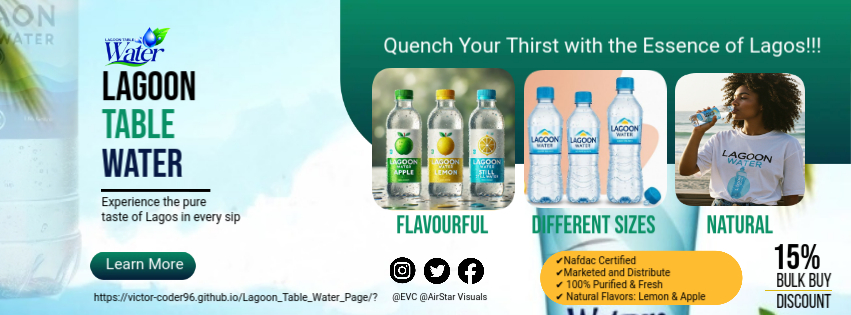 AON
WATER
LAGOON TABLE
Water
LAGOON
TABLE
WATER
Experience the pure
taste of Lagos in every sip
Learn More
https://victor-coder96.github.io/Lagoon_Table_Water_Page/?
Quench Your Thirst with the Essence of Lagos!!!
LAGOON
WATER
APPLE
LAGOON
WATER
LEMON
LAGOON
WATER
STILL
LAGOON
WATER
LAGOON
WATER
LAGOON
WATER
LAGOON
WATER
FLAVOURFUL
DIFFERENT SIZES
NATURAL
@EVC @AirStar Visuals
✔Nafdac Certified
✔Marketed and Distribute
✔ 100% Purified & Fresh
✔ Natural Flavors: Lemon & Apple
15%
BULK BUY
DISCOUNT